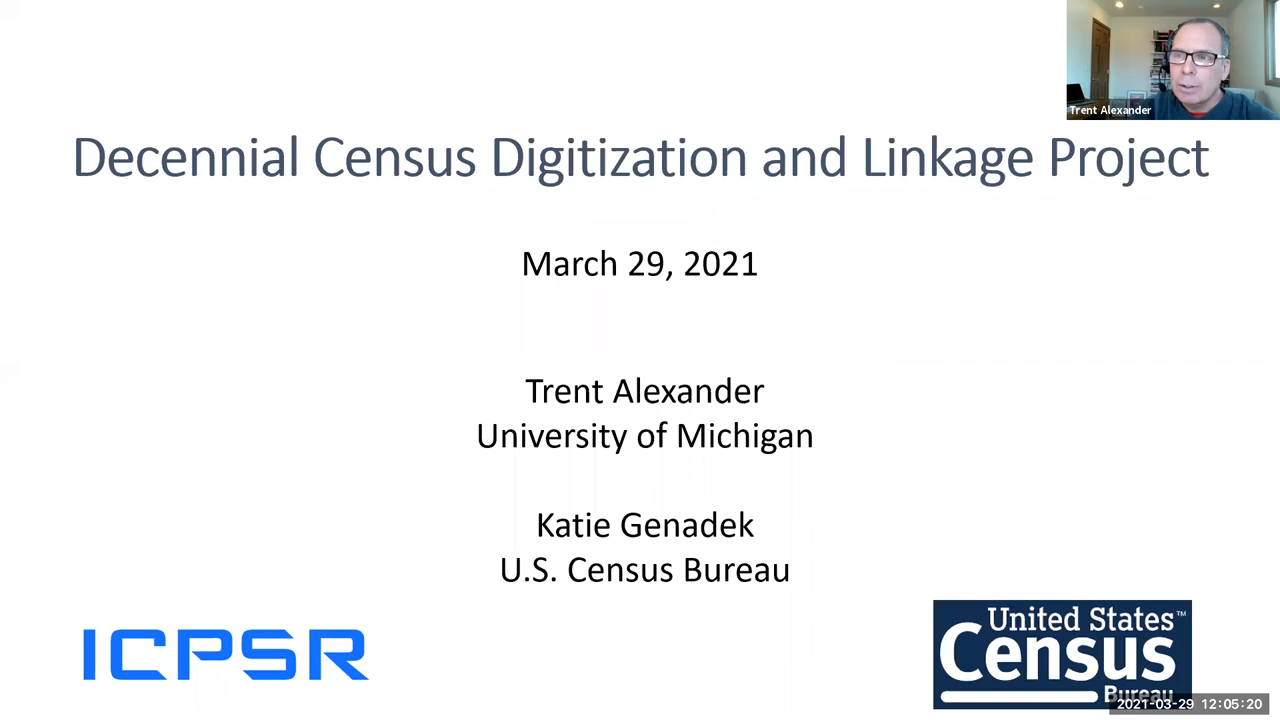 Trent Alexander
Decennial Census Digitization and Linkage Project
March 29, 2021
Trent Alexander
University of Michigan
Katie Genadek
U.S. Census Bureau
ICPSR
United States™
Census
Bureau
2021-03-29 12:05:20